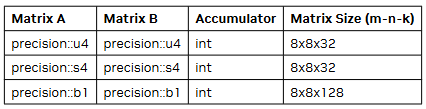 Matrix A Matrix B Accumulator Matrix Size (m-n-k)
precision::u4 precision::u4 int 8x8x32
precision::s4 precision::s4 int 8x8x32
precision::b1 precision::b1 int 8x8x128